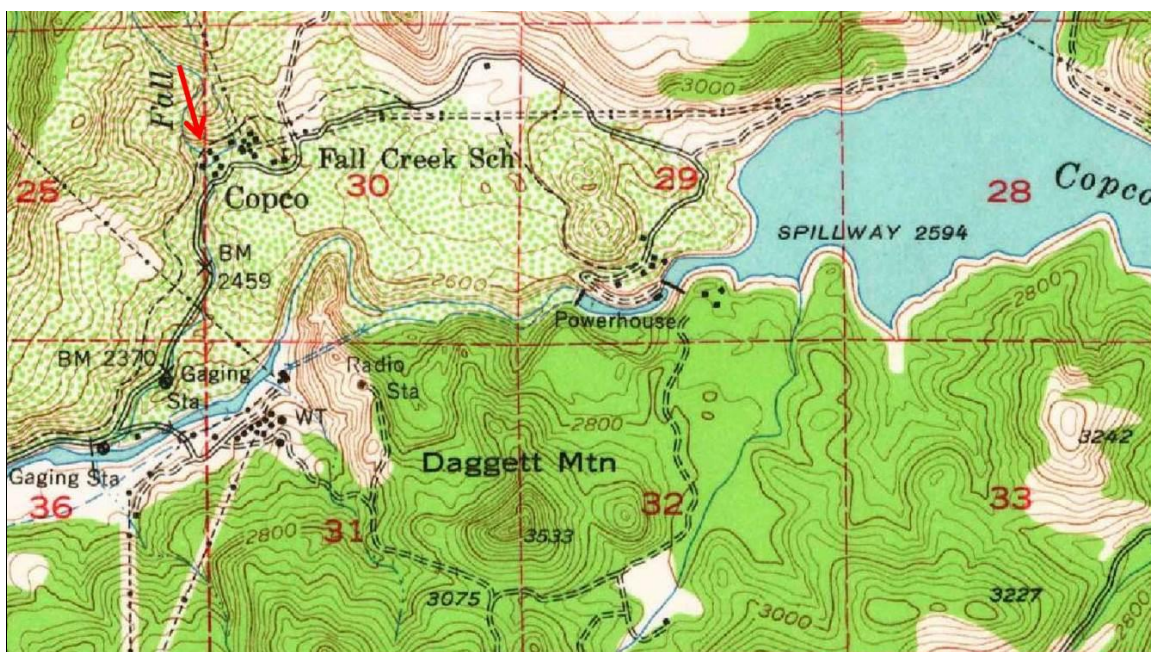 3000
2800
Fall
Fall Creek Sch
25
30
29
28
Copco
Copco
SPILLWAY 2594
BM
2459
2600
2800
Powerhouse
BM 2370
Gaging
Sta
Radio
Sta
WT
2800
3242
Daggett Mtn
Gaging Sta
36
31
32
33
2800
3533
3075
3000
3227
2800